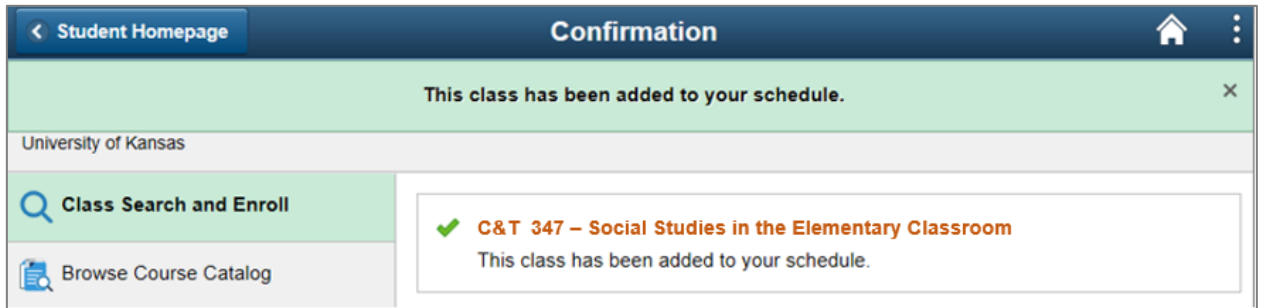 Student Homepage
Confirmation
This class has been added to your schedule.
University of Kansas
Class Search and Enroll
Browse Course Catalog
C&T 347 – Social Studies in the Elementary Classroom
This class has been added to your schedule.